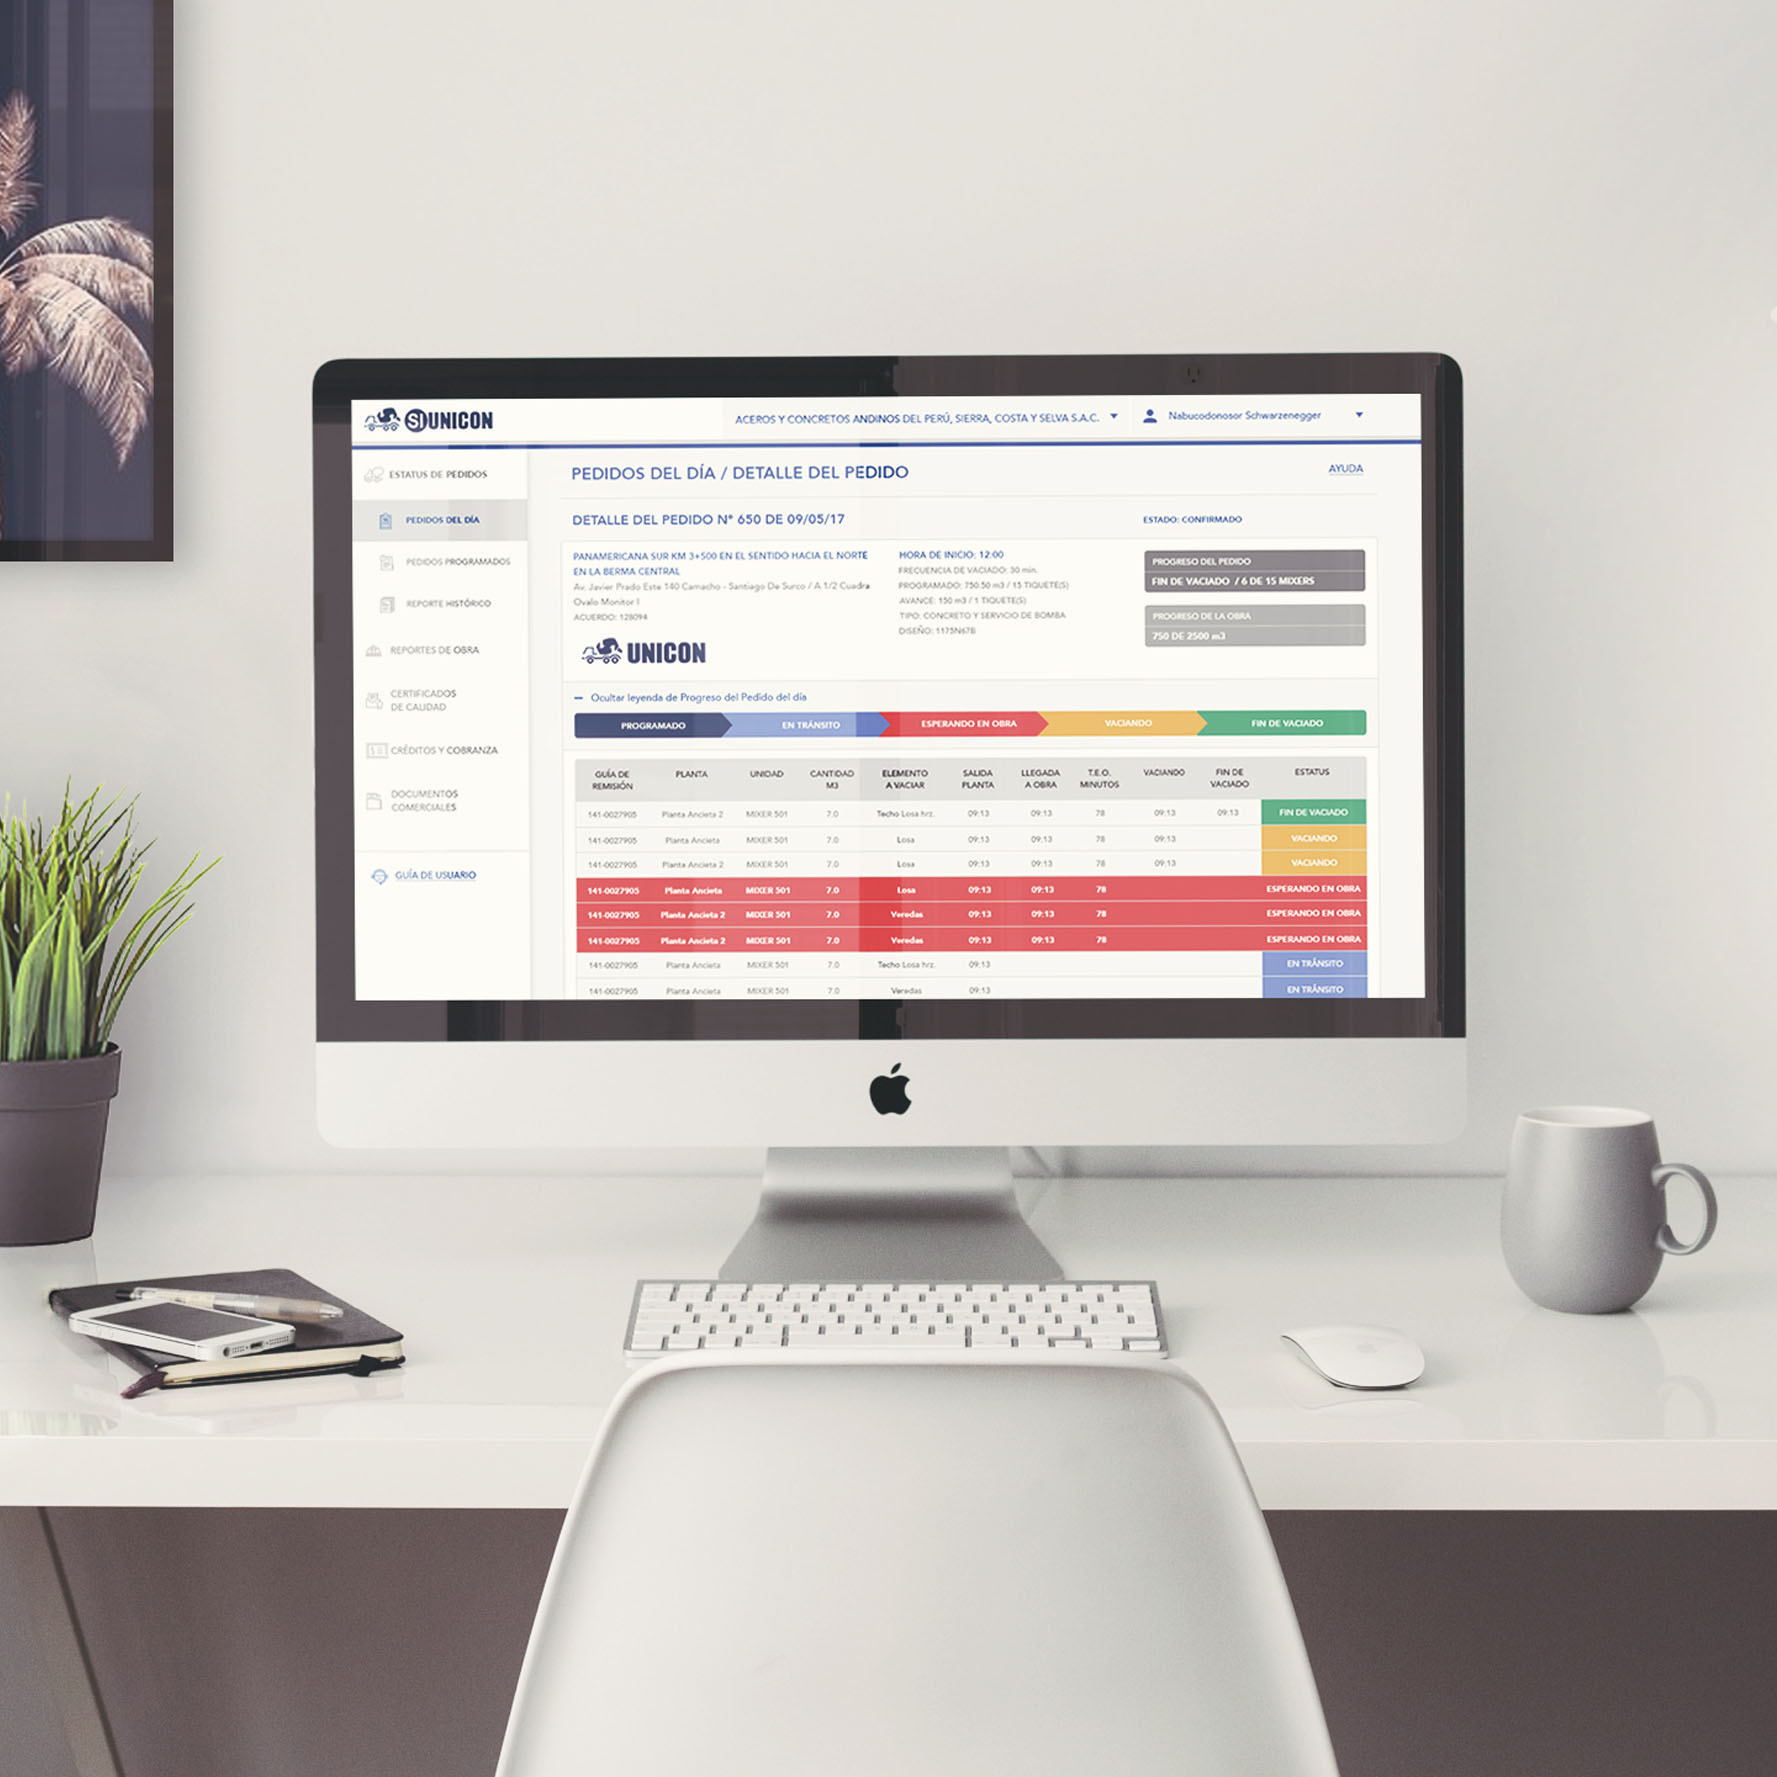 SI UNICON
ACEROS Y CONCRETOS ANDINOS DEL PERÚ, SIERRA, COSTA Y SELVA S.A.C.
Nabucodonosor Schwarzenegger
ESTATUS DE PEDIDOS
PEDIDOS DEL DÍA
PEDIDOS PROGRAMADOS
REPORTE HISTÓRICO
REPORTES DE OBRA
CERTIFICADOS
DE CALIDAD
CRÉDITOS Y COBRANZA
DOCUMENTOS
COMERCIALES
GUÍA DE USUARIO
PEDIDOS DEL DÍA / DETALLE DEL PEDIDO
AYUDA
DETALLE DEL PEDIDO N° 650 DE 09/05/17
ESTADO: CONFIRMADO
PANAMERICANA SUR KM 3+500 EN EL SENTIDO HACIA EL NORTE
EN LA BERMA CENTRAL
Av. Javier Prado Este 140 Camacho - Santiago De Surco / A 1/2 Cuadra
Ovalo Monitor I
ACUERDO: 128094
UNICON
HORA DE INICIO: 12:00
FRECUENCIA DE VACIADO: 30 min.
PROGRAMADO: 750.50 m3 / 15 TIQUETE(S)
AVANCE: 150 m3 / 1 TIQUETE(S)
TIPO: CONCRETO Y SERVICIO DE BOMBA
DISEÑO: 1175N67B
PROGRESO DEL PEDIDO
FIN DE VACIADO / 6 DE 15 MIXERS
PROGRESO DE LA OBRA
750 DE 2500 m3
— Ocultar leyenda de Progreso del Pedido del día
PROGRAMADO EN TRÁNSITO ESPERANDO EN OBRA VACIANDO FIN DE VACIADO
GUÍA DE REMISIÓN PLANTA UNIDAD CANTIDAD M3 ELEMENTO A VACIAR SALIDA PLANTA LLEGADA A OBRA T.E.O. MINUTOS VACIANDO FIN DE VACIADO ESTATUS
141-0027905 Planta Ancieta 2 MIXER 501 7.0 Techo Losa hrz. 09:13 09:13 78 09:13 09:13 FIN DE VACIADO
141-0027905 Planta Ancieta MIXER 501 7.0 Losa 09:13 09:13 78 09:13 VACIANDO
141-0027905 Planta Ancieta 2 MIXER 501 7.0 Losa 09:13 09:13 78 09:13 VACIANDO
141-0027905 Planta Ancieta MIXER 501 7.0 Losa 09:13 09:13 78 ESPERANDO EN OBRA
141-0027905 Planta Ancieta 2 MIXER 501 7.0 Veredas 09:13 09:13 78 ESPERANDO EN OBRA
141-0027905 Planta Ancieta 2 MIXER 501 7.0 Veredas 09:13 09:13 78 ESPERANDO EN OBRA
141-0027905 Planta Ancieta MIXER 501 7.0 Techo Losa hrz. 09:13 EN TRÁNSITO
141-0027905 Planta Ancieta MIXER 501 7.0 Veredas 09:13 EN TRÁNSITO